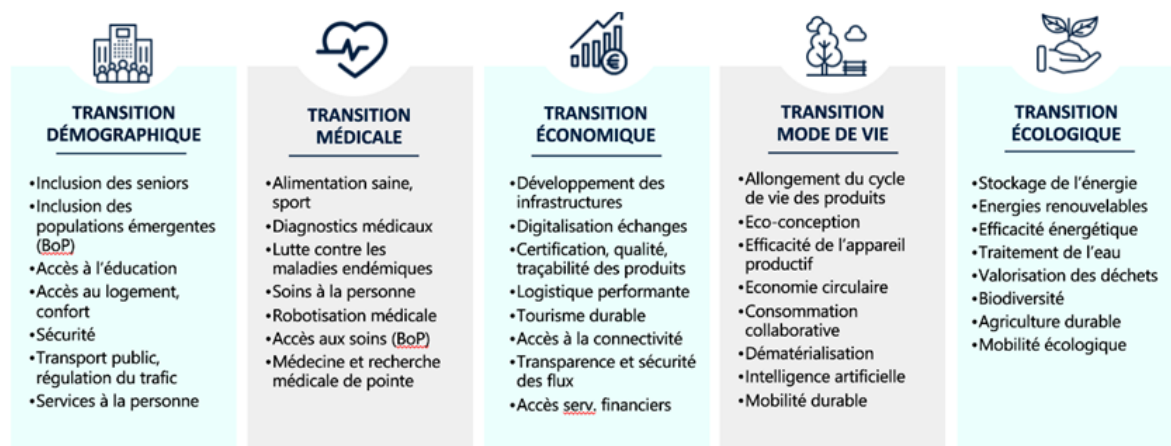 TRANSITION
DÉMOGRAPHIQUE
•Inclusion des seniors
•Inclusion des
populations émergentes
(BoP)
•Accès à l'éducation
•Accès au logement,
confort
•Sécurité
•Transport public,
régulation du trafic
•Services à la personne
TRANSITION
MÉDICALE
•Alimentation saine,
sport
•Diagnostics médicaux
•Lutte contre les
maladies endémiques
•Soins à la personne
•Robotisation médicale
•Accès aux soins (BoP)
•Médecine et recherche
médicale de pointe
TRANSITION
ÉCONOMIQUE
•Développement des
infrastructures
•Digitalisation échanges
•Certification, qualité,
traçabilité des produits
•Logistique performante
•Tourisme durable
•Accès à la connectivité
•Transparence et sécurité
des flux
•Accès serv. financiers
TRANSITION
MODE DE VIE
•Allongement du cycle
de vie des produits
•Eco-conception
•Efficacité de l'appareil
productif
•Economie circulaire
•Consommation
collaborative
•Dématérialisation
•Intelligence artificielle
•Mobilité durable
TRANSITION
ÉCOLOGIQUE
•Stockage de l'énergie
•Energies renouvelables
•Efficacité énergétique
•Traitement de l'eau
•Valorisation des déchets
•Biodiversité
•Agriculture durable
•Mobilité écologique